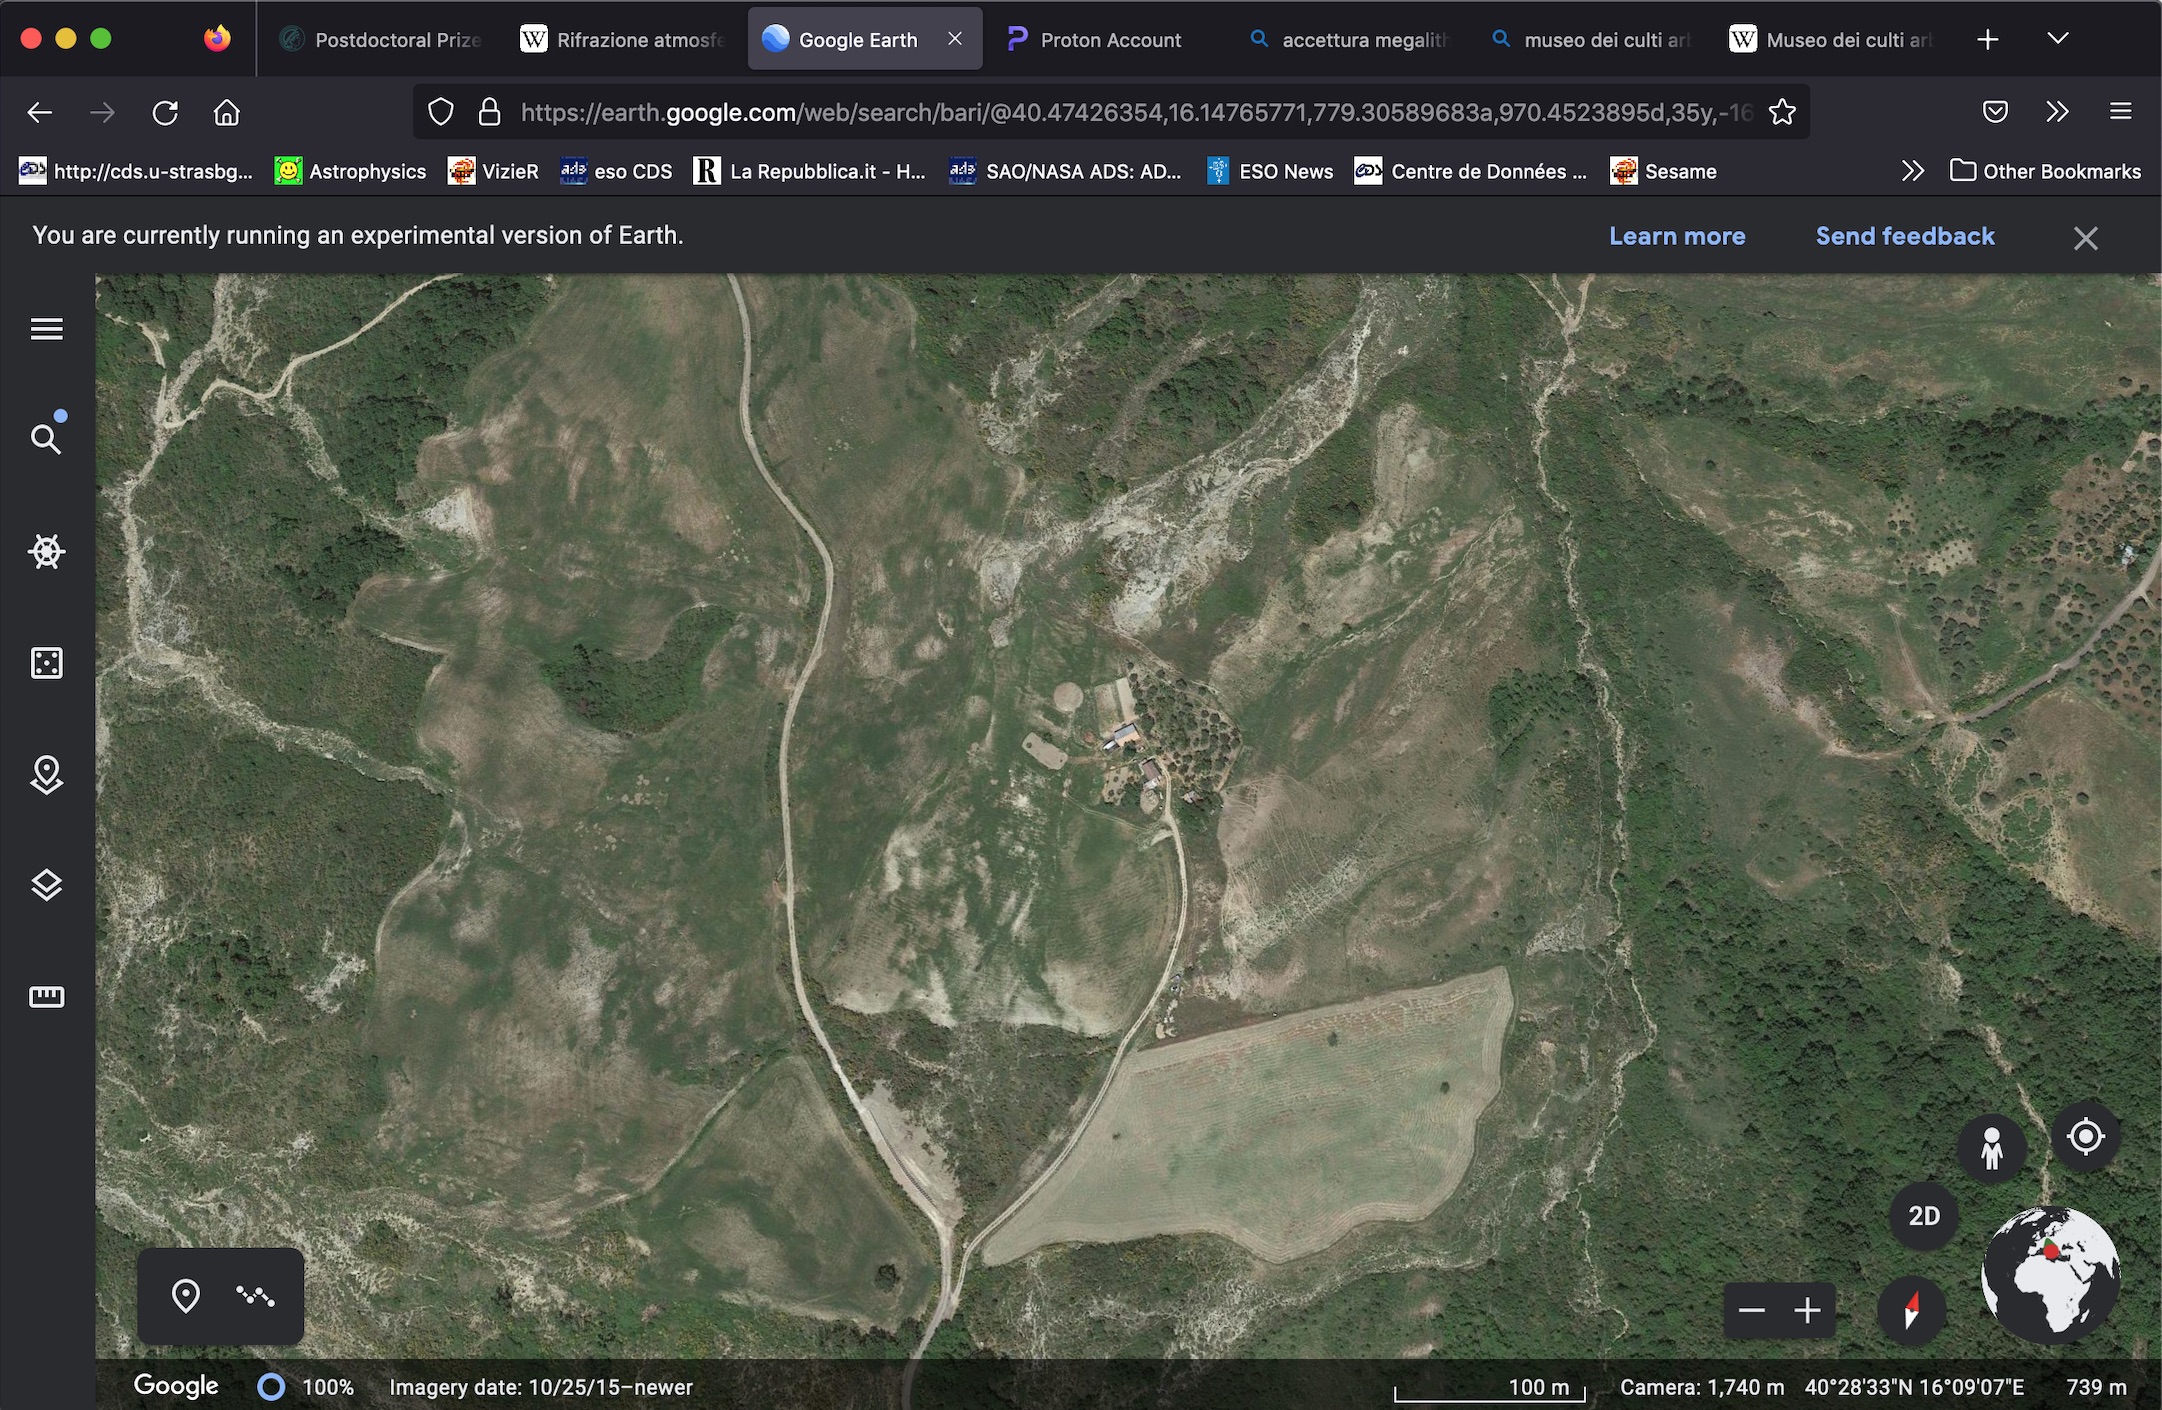 Postdoctoral Prize
Rifrazione atmosfe
Google Earth
Proton Account
accettura megalith
museo dei culti arb
Museo dei culti arb
https://earth.google.com/web/search/bari/@40.47426354,16.14765771,779.30589683a,970.4523895d,35y,-16
http://cds.u-strasbg...
Astrophysics
VizieR
eso CDS
La Repubblica.it - H...
SAO/NASA ADS: AD...
ESO News
Centre de Données ...
Sesame
Other Bookmarks
You are currently running an experimental version of Earth.
Learn more
Send feedback
2D
Google
100%
Imagery date: 10/25/15–newer
100 m
Camera: 1,740 m
40°28'33"N 16°09'07"E
739 m